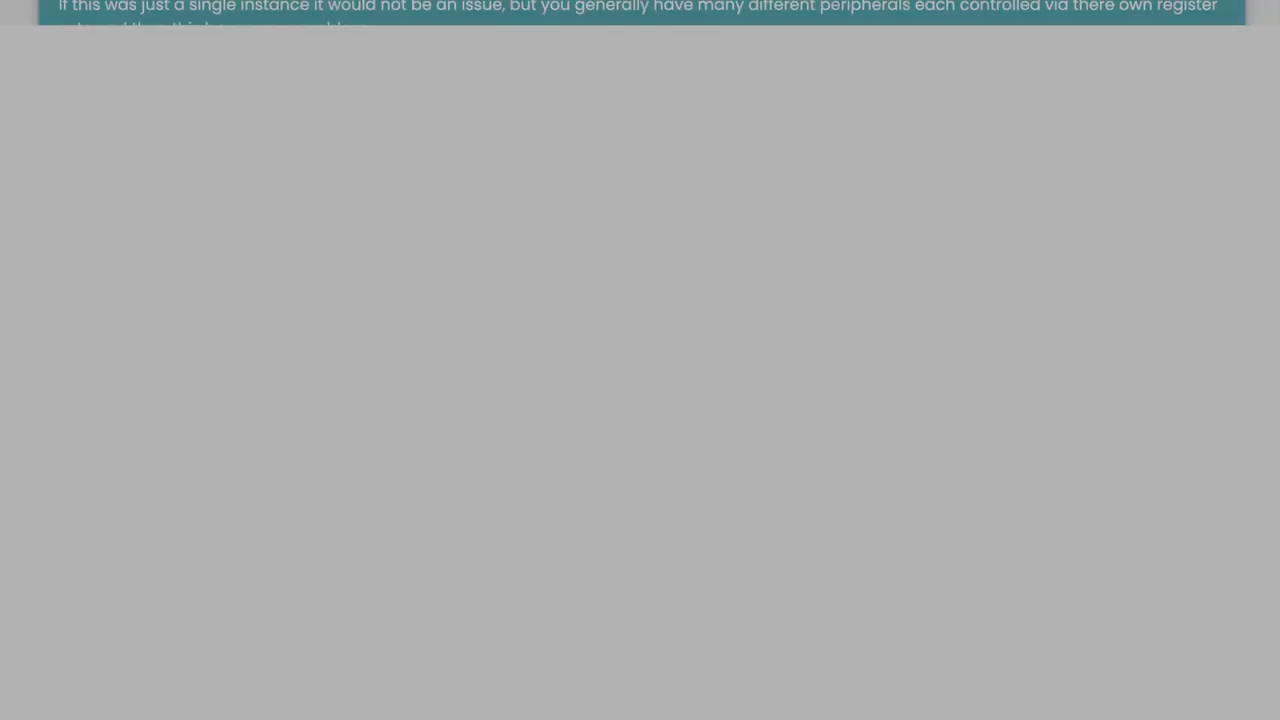 If this was just a single instance it would not be an issue, but you generally have many different peripherals each controlled via there own register